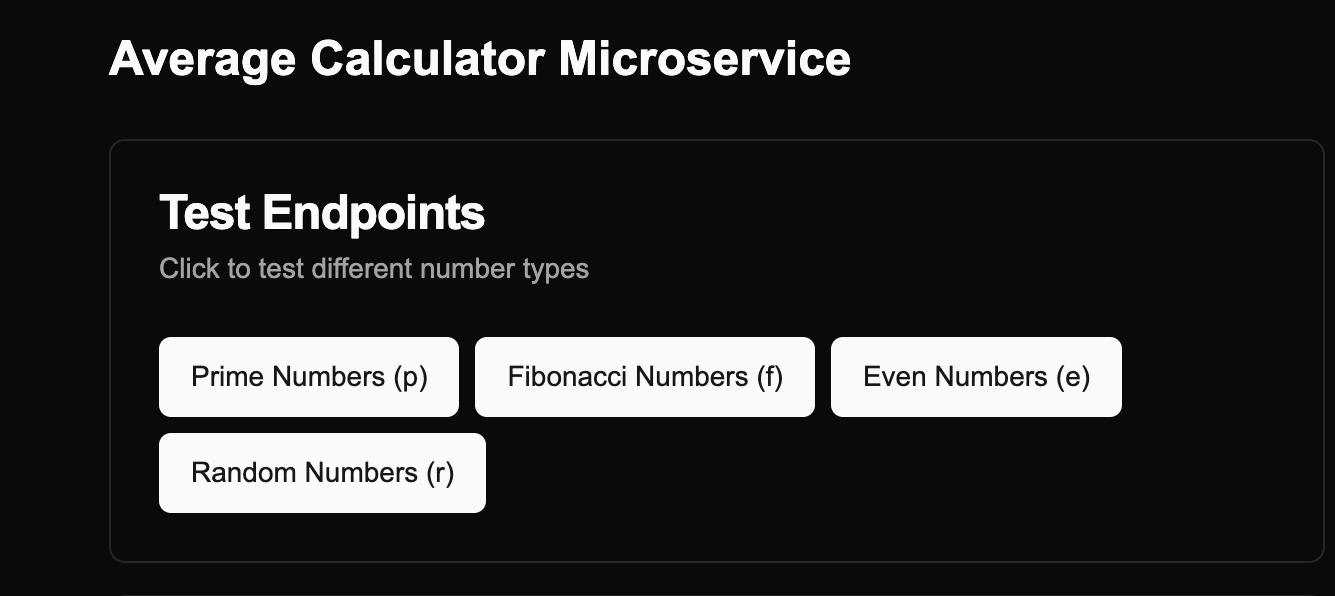 Average Calculator Microservice
Test Endpoints
Click to test different number types
Prime Numbers (p)
Fibonacci Numbers (f)
Even Numbers (e)
Random Numbers (r)